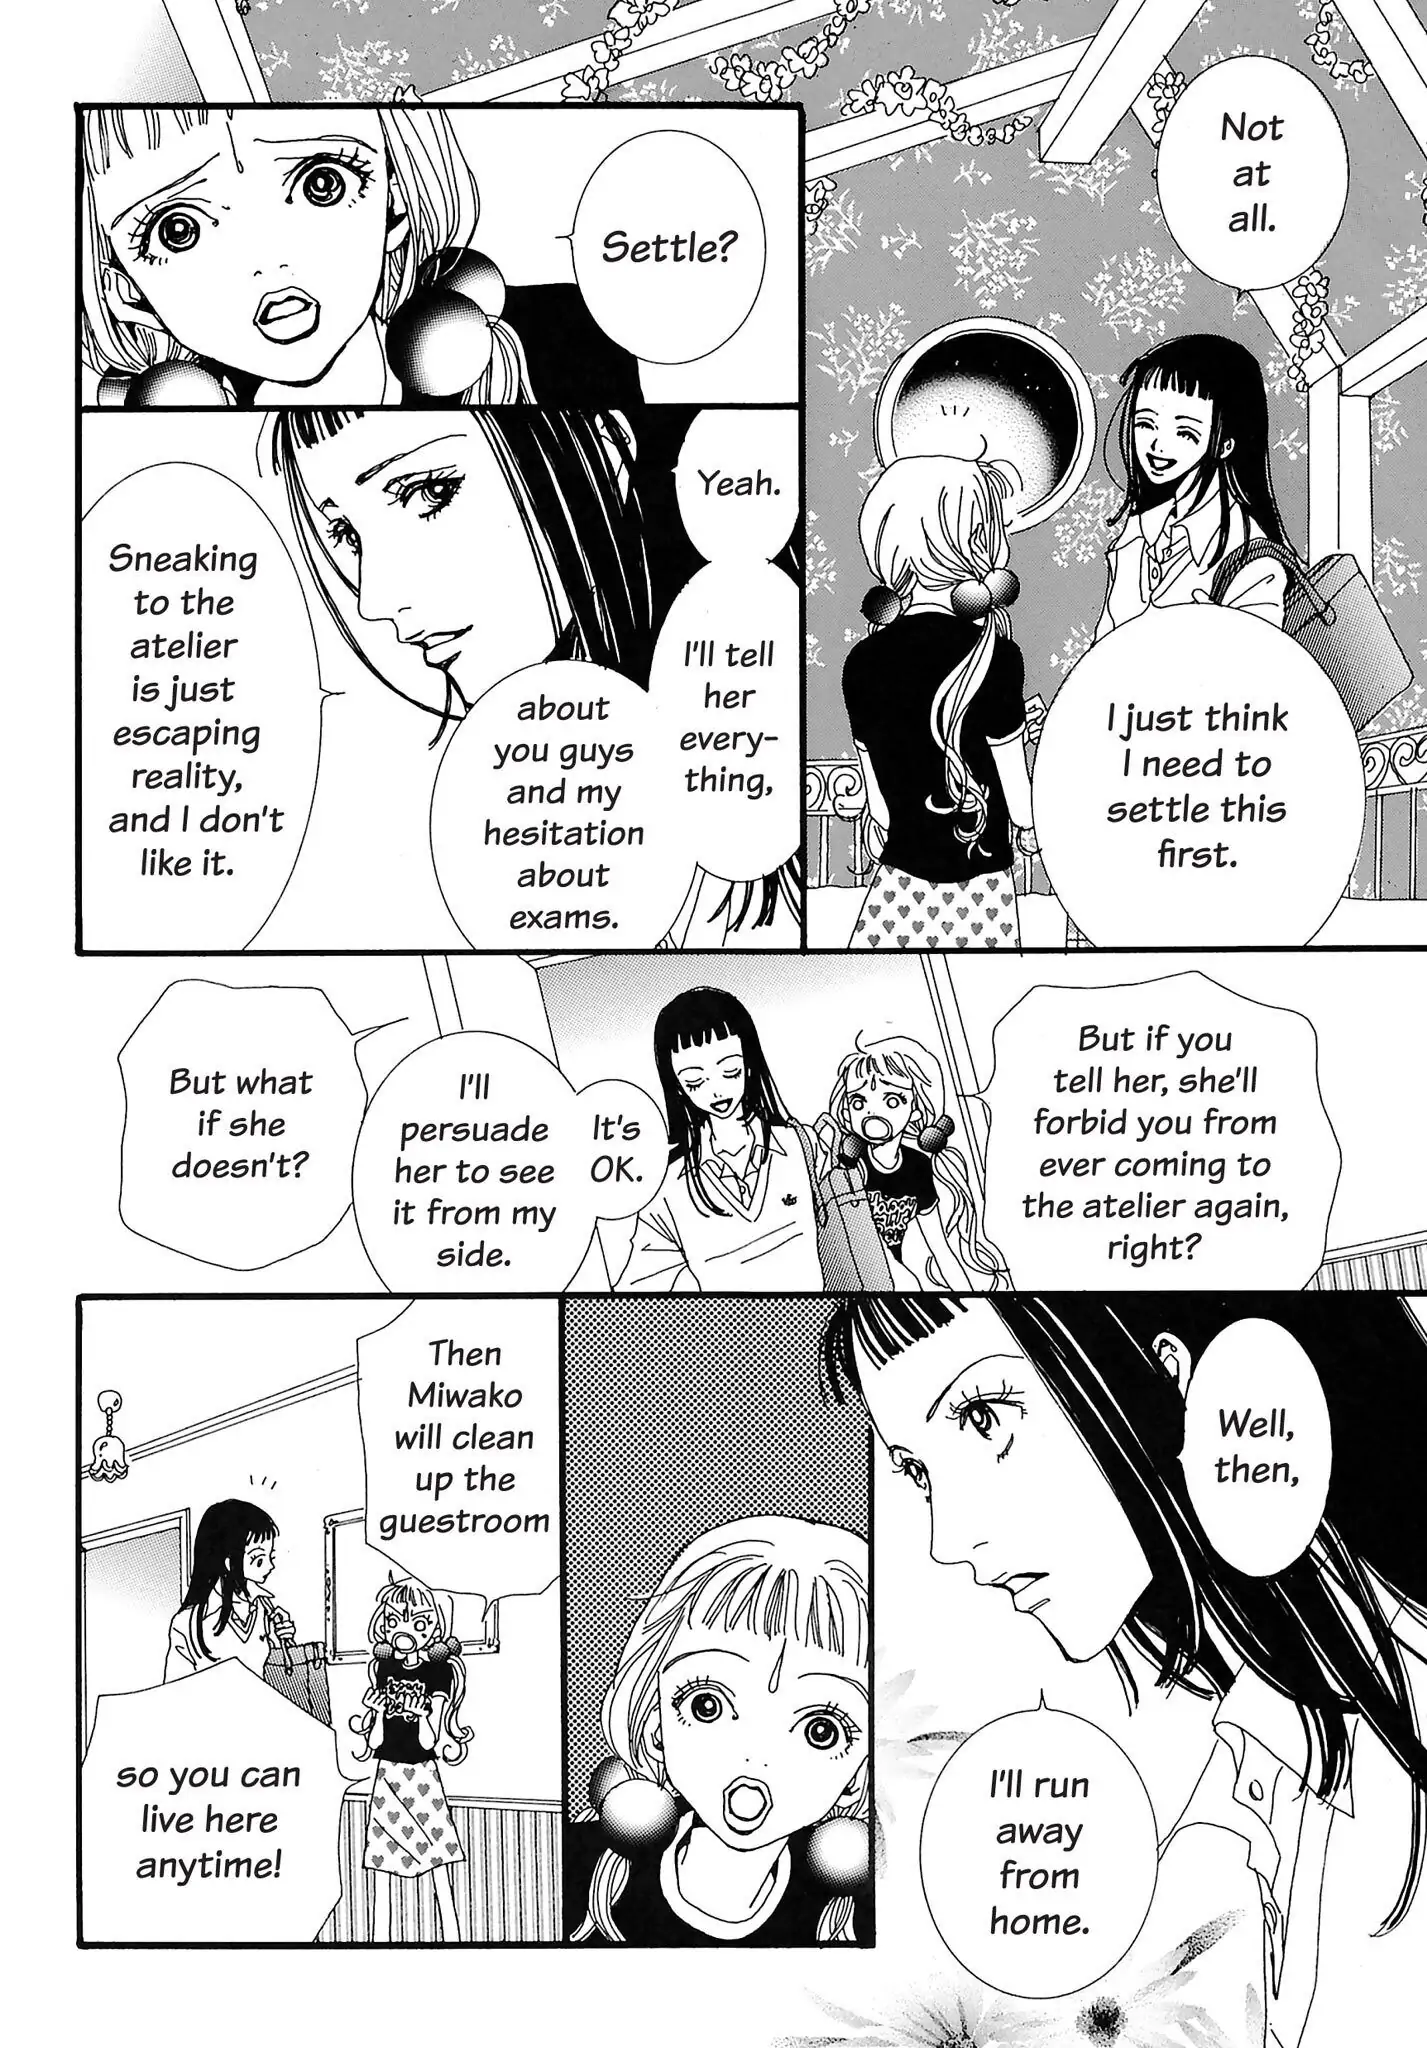 Not
at
all.
I just think
I need to
settle this
first.
Settle?
Yeah.
I'll tell
her
every-
thing,
about
you guys
and my
hesitation
about
exams.
Sneaking
to the
atelier
is just
escaping
reality,
and I don't
like it.
But if you
tell her, she'll
forbid you from
ever coming to
the atelier again,
right?
It's
OK.
I'll
persuade
her to see
it from my
side.
But what
if she
doesn't?
Well,
then,
I'll run
away
from
home.
Then
Miwako
will clean
up the
guestroom
so you can
live here
anytime!